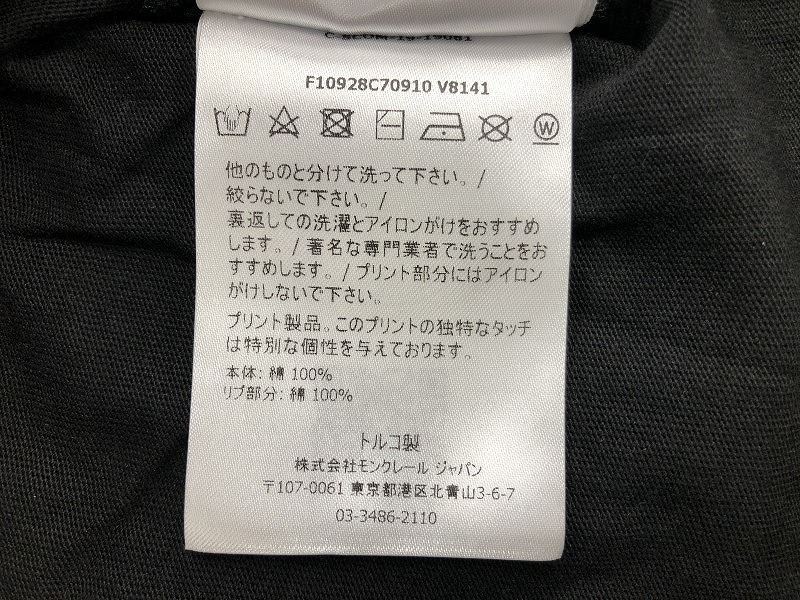 F10928C70910 V8141
W
他のものと分けて洗って下さい。/
絞らないで下さい。/
裏返しての洗濯とアイロンがけをおすすめ
します。/ 著名な専門業者で洗うことをお
すすめします。/ プリント部分にはアイロン
がけしないで下さい。
プリント製品。このプリントの独特なタッチ
は特別な個性を与えております。
本体: 綿 100%
リブ部分: 綿 100%
トルコ製
株式会社モンクレール ジャパン
〒107-0061 東京都港区北青山3-6-7
03-3486-2110